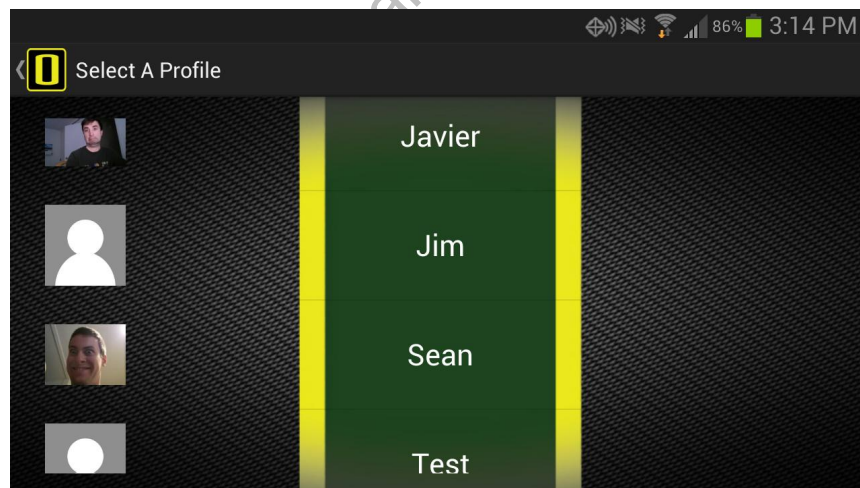 86% 3:14 PM
Select A Profile
Javier
Jim
Sean
Test